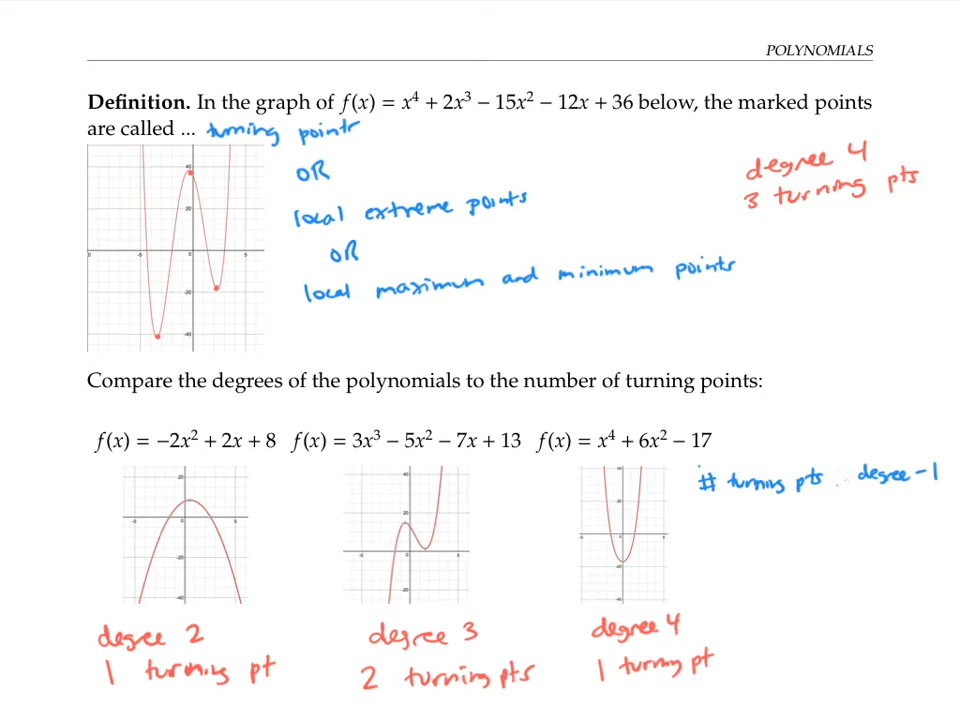 POLYNOMIALS
Definition. In the graph of f(x) = x⁴ + 2x³ − 15x² − 12x + 36 below, the marked points
are called ... turning points
OR
local extreme points
OR
local maximum and minimum points
degree 4
3 turning pts
Compare the degrees of the polynomials to the number of turning points:
f(x) = −2x² + 2x + 8 f(x) = 3x³ − 5x² − 7x + 13 f(x) = x⁴ + 6x² − 17
# turning pts degree - 1
degree 2
1 turning pt
degree 3
2 turning pts
degree 4
1 turning pt